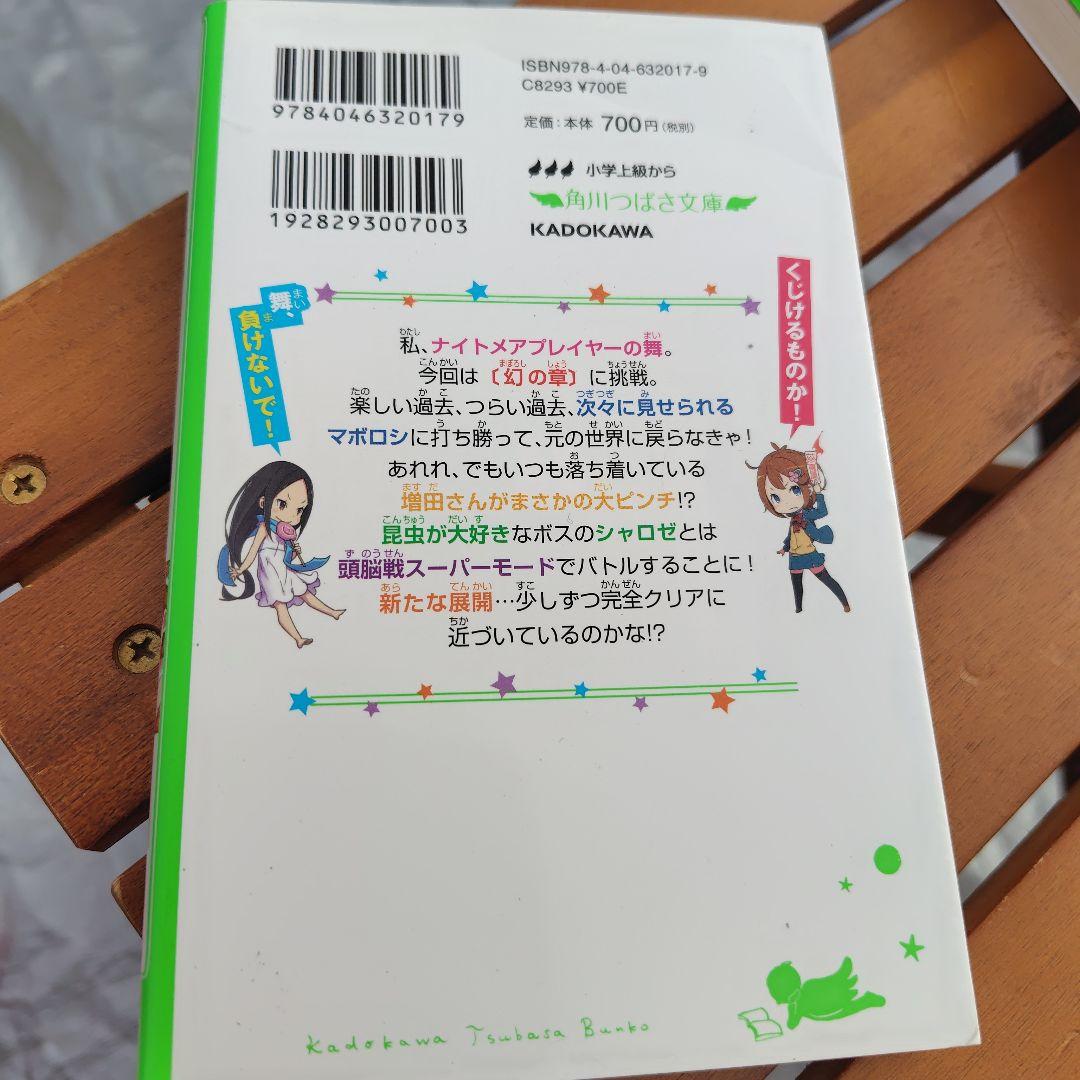 ISBN978-4-04-632017-9
C8293 ¥700E
定価:本体 700円(税別)
9784046320179
1928293007003
小学上級から
角川つばさ文庫
KADOKAWA
舞、負けないで!
くじけるものか!
私、ナイトメアプレイヤーの舞。
今回は〔幻の章〕に挑戦。
楽しい過去、つらい過去、次々に見せられる
マボロシに打ち勝って、元の世界に戻らなきゃ!
あれれ、でもいつも落ち着いている
増田さんがまさかの大ピンチ!?
昆虫が大好きなボスのシャロゼとは
頭脳戦スーパーモードでバトルすることに!
新たな展開…少しずつ完全クリアに
近づいているのかな!?
Kadokawa Tsubasa Bunko